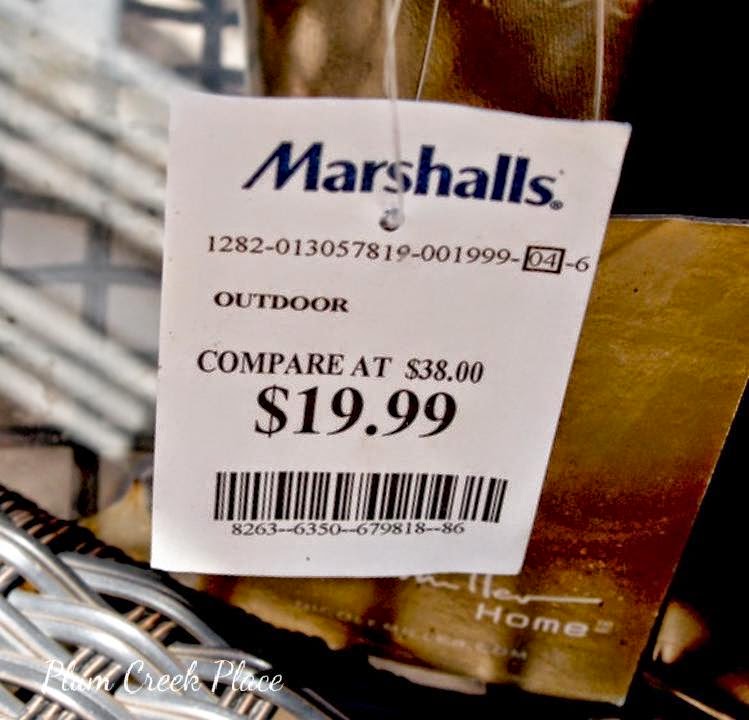 Marshalls®
1282-013057819-001999-04-6
OUTDOOR
COMPARE AT $38.00
$19.99
8263--6350--679818--86
Home
Plum Creek Place